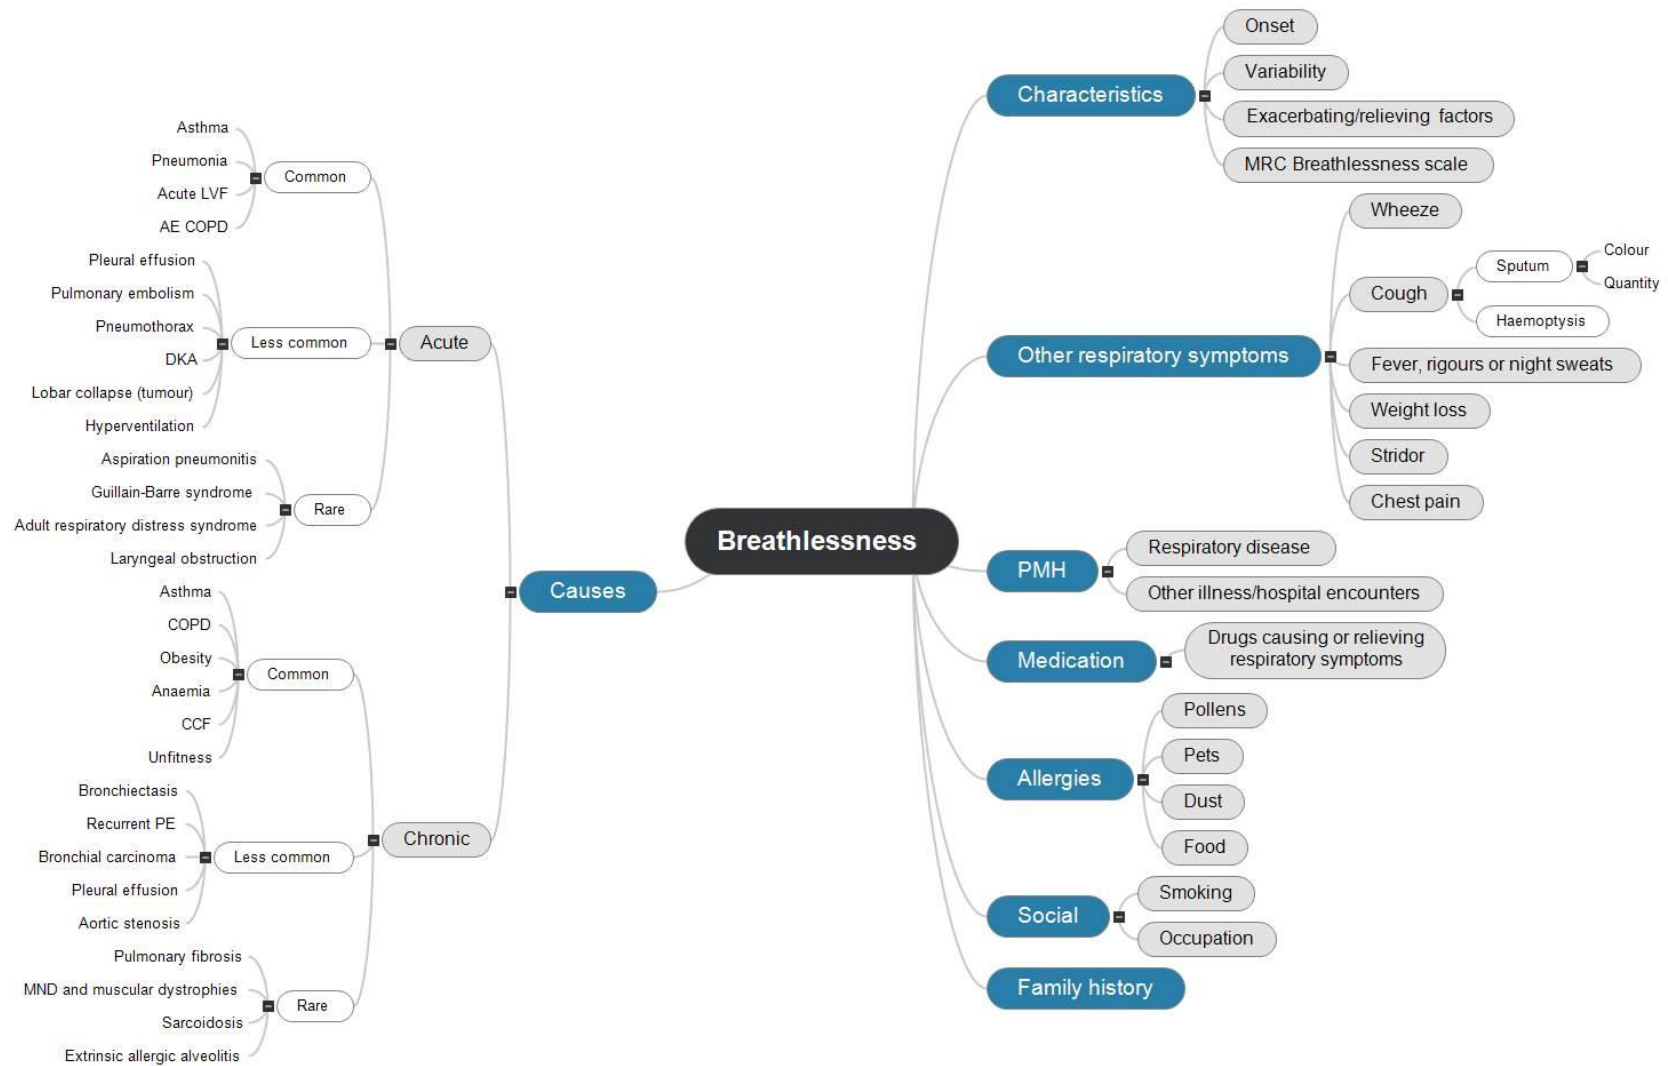 Breathlessness
Characteristics
Onset
Variability
Exacerbating/relieving factors
MRC Breathlessness scale
Other respiratory symptoms
Wheeze
Cough
Sputum
Colour
Quantity
Haemoptysis
Fever, rigours or night sweats
Weight loss
Stridor
Chest pain
PMH
Respiratory disease
Other illness/hospital encounters
Medication
Drugs causing or relieving
respiratory symptoms
Allergies
Pollens
Pets
Dust
Food
Social
Smoking
Occupation
Family history
Causes
Acute
Common
Asthma
Pneumonia
Acute LVF
AE COPD
Less common
Pleural effusion
Pulmonary embolism
Pneumothorax
DKA
Lobar collapse (tumour)
Hyperventilation
Rare
Aspiration pneumonitis
Guillain-Barre syndrome
Adult respiratory distress syndrome
Laryngeal obstruction
Chronic
Common
Asthma
COPD
Obesity
Anaemia
CCF
Unfitness
Less common
Bronchiectasis
Recurrent PE
Bronchial carcinoma
Pleural effusion
Aortic stenosis
Rare
Pulmonary fibrosis
MND and muscular dystrophies
Sarcoidosis
Extrinsic allergic alveolitis